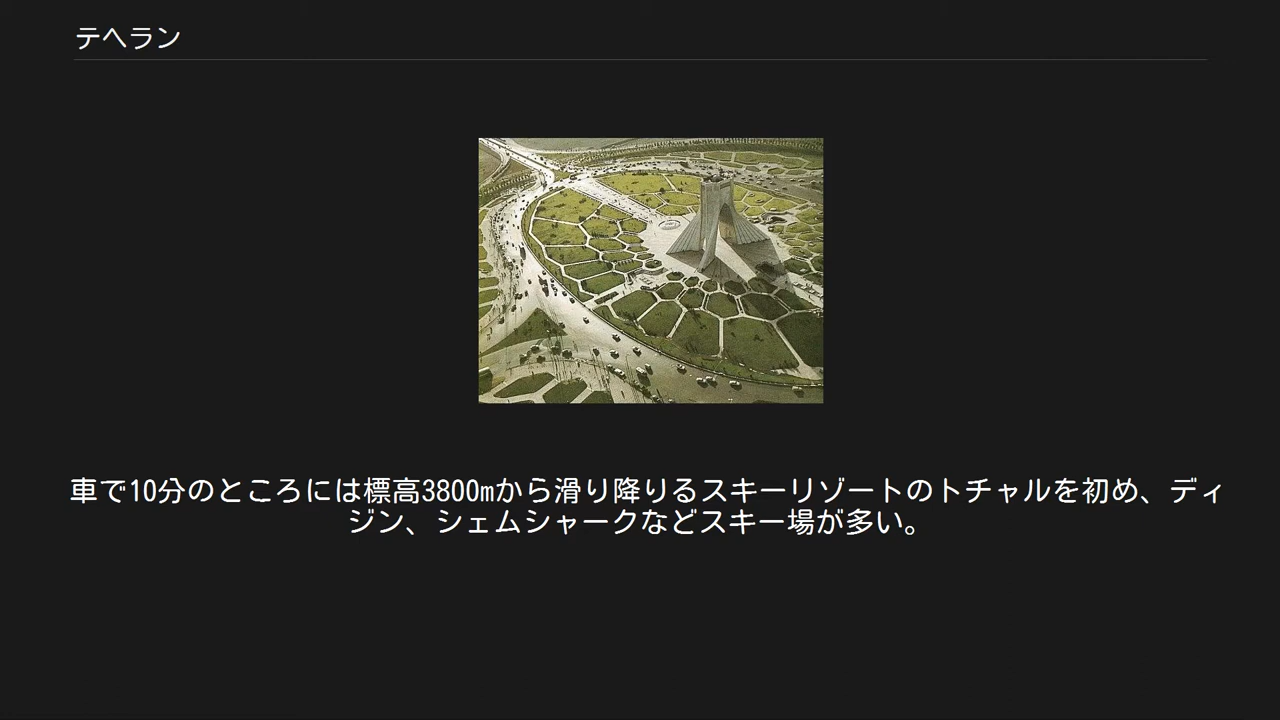 テヘラン
車で10分のところには標高3800mから滑り降りるスキーリゾートのトチャルを初め、ディ
ジン、シェムシャークなどスキー場が多い。